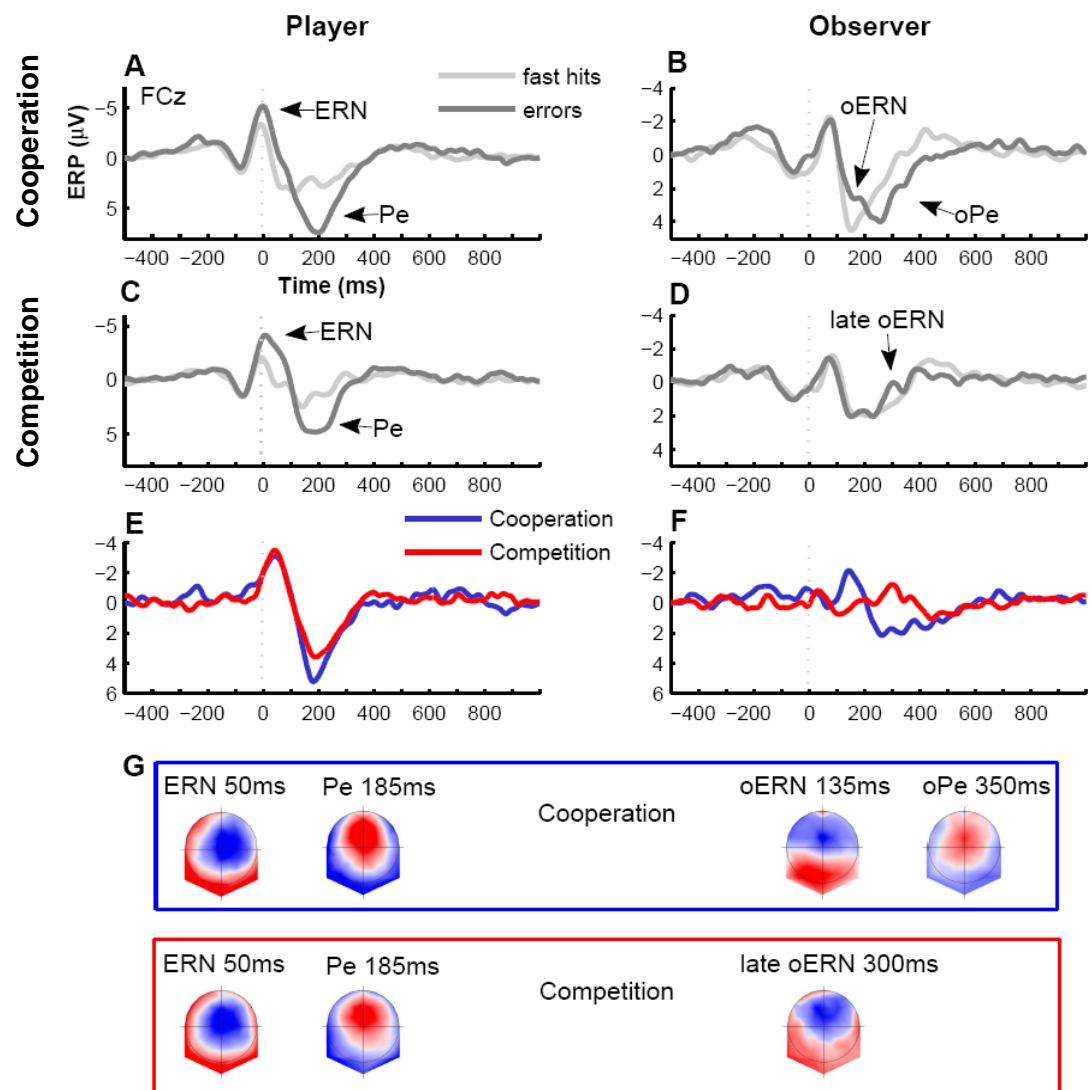 Player
Observer
Cooperation
A
FCz
ERN
Pe
fast hits
errors
ERP (µV)
−5
0
5
−400 −200 0 200 400 600 800
Time (ms)
B
oERN
oPe
−4
−2
0
2
4
−400 −200 0 200 400 600 800
Competition
C
ERN
Pe
−5
0
5
−400 −200 0 200 400 600 800
D
late oERN
−4
−2
0
2
4
−400 −200 0 200 400 600 800
E
Cooperation
Competition
−4
−2
0
2
4
6
−400 −200 0 200 400 600 800
F
−4
−2
0
2
4
6
−400 −200 0 200 400 600 800
G
ERN 50ms Pe 185ms Cooperation oERN 135ms oPe 350ms
ERN 50ms Pe 185ms Competition late oERN 300ms